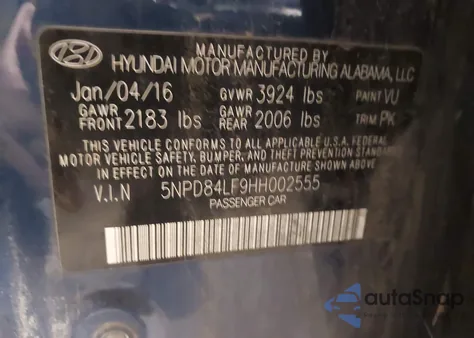 MANUFACTURED BY
HYUNDAI MOTOR MANUFACTURING ALABAMA, LLC
Jan/04/16 GVWR 3924 lbs PAINT VU
GAWR FRONT 2183 lbs GAWR REAR 2006 lbs TRIM PK
THIS VEHICLE CONFORMS TO ALL APPLICABLE U.S.A. FEDERAL
MOTOR VEHICLE SAFETY, BUMPER, AND THEFT PREVENTION STANDARDS
IN EFFECT ON THE DATE OF MANUFACTURE SHOWN ABOVE.
V.I.N 5NPD84LF9HH002555
PASSENGER CAR
autoSnap